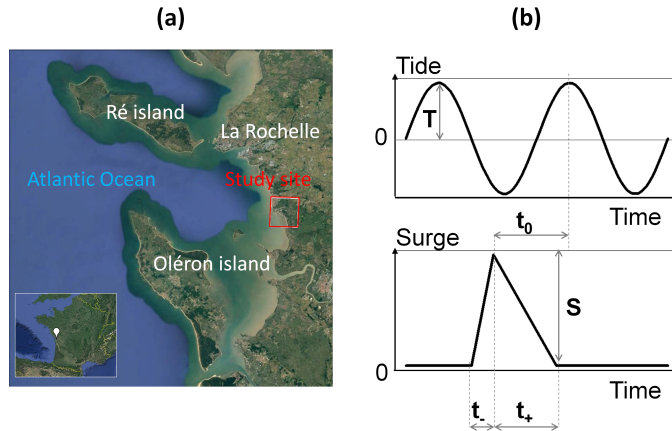 (a)
Ré island
La Rochelle
Atlantic Ocean
Study site
Oléron island
(b)
Tide
T
0
Time
t0
Surge
S
0
Time
t-
t+